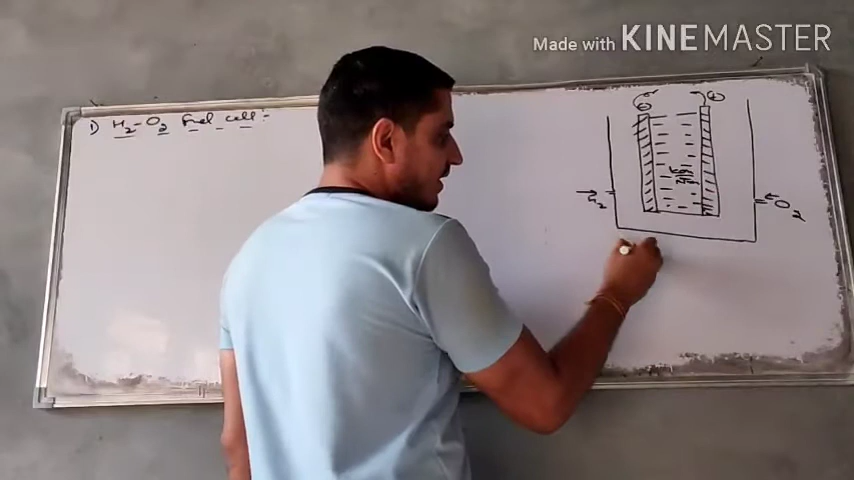 Made with KINEMASTER
1) H₂-O₂ Fuel cell :-
⊖ ⊕
H₂
O₂